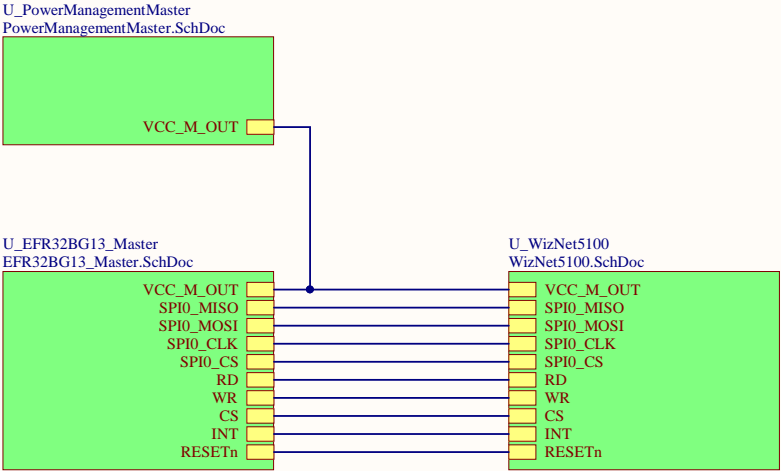 U_PowerManagementMaster
PowerManagementMaster.SchDoc
VCC_M_OUT
U_EFR32BG13_Master
EFR32BG13_Master.SchDoc
VCC_M_OUT
SPI0_MISO
SPI0_MOSI
SPI0_CLK
SPI0_CS
RD
WR
CS
INT
RESETn
U_WizNet5100
WizNet5100.SchDoc
VCC_M_OUT
SPI0_MISO
SPI0_MOSI
SPI0_CLK
SPI0_CS
RD
WR
CS
INT
RESETn